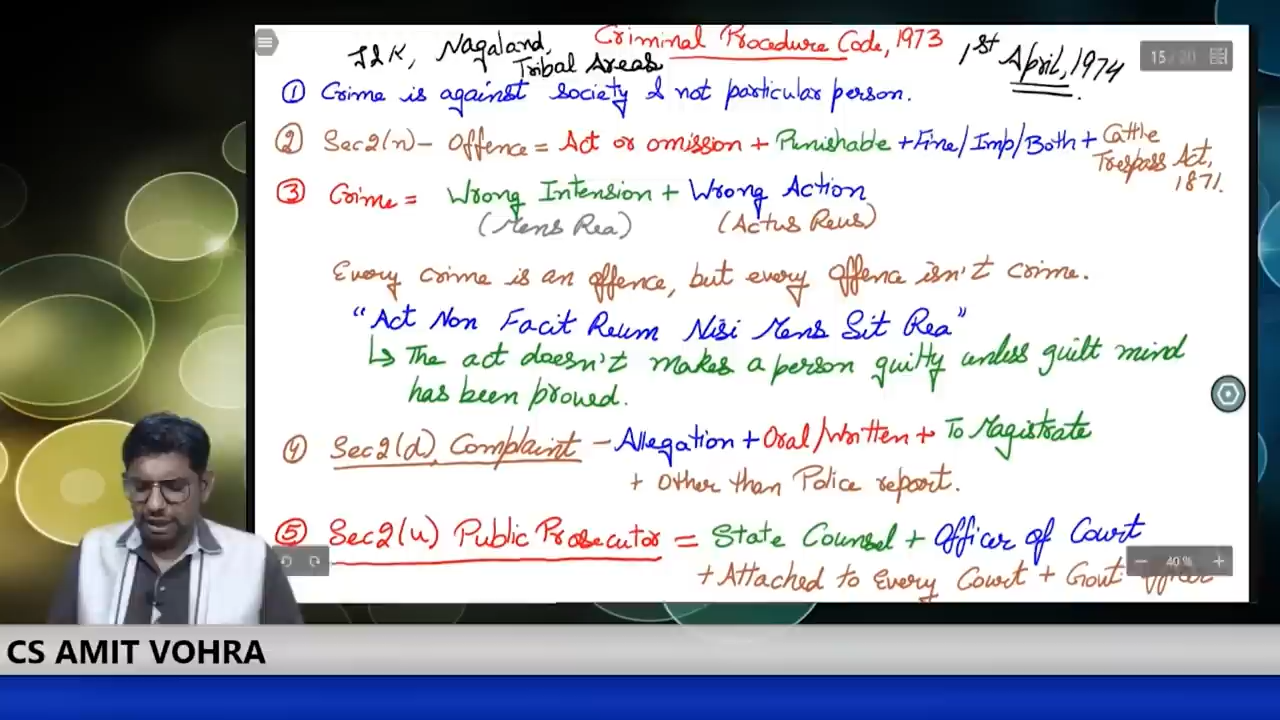 Criminal Procedure Code, 1973
J&K, Nagaland,
Tribal Areas
1st April, 1974
15 / 20
① Crime is against society & not particular person.
② Sec2(n) - Offence = Act or omission + Punishable + Fine/Imp/Both + Cattle
Trespass Act,
1871.
③ Crime = Wrong Intension + Wrong Action
(Mens Rea) (Actus Reus)
Every crime is an offence, but every offence isn't crime.
"Act Non Facit Reum Nisi Mens Sit Rea"
↳ The act doesn't makes a person guilty unless guilt mind
has been proved.
④ Sec2(d) Complaint - Allegation + Oral/Written + To Magistrate
+ Other than Police report.
⑤ Sec2(u) Public Prosecutor = State Counsel + Officer of Court
+ Attached to Every Court + Govt. officer
- 40 % +
CS AMIT VOHRA